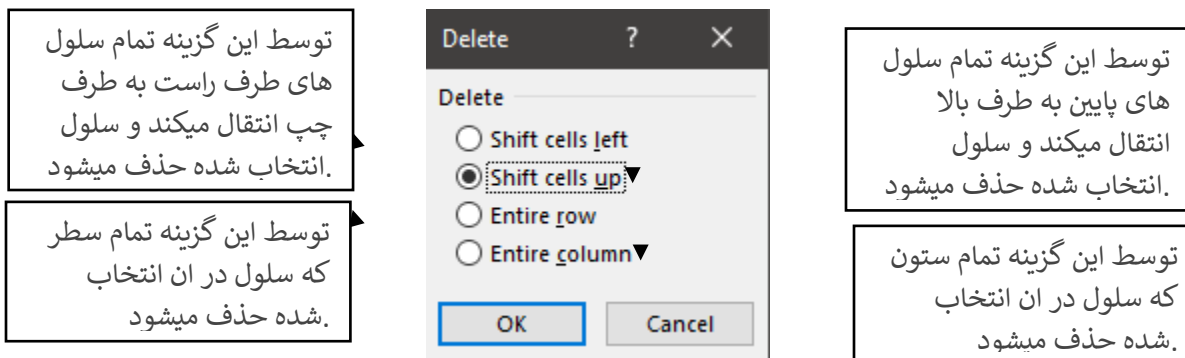 توسط این گزینه تمام سلول
های طرف راست به طرف
چپ انتقال میکند و سلول
انتخاب شده حذف میشود.
توسط این گزینه تمام سطر
که سلول در ان انتخاب
شده حذف میشود.
Delete ? ×
Delete
Shift cells left
Shift cells up
Entire row
Entire column
OK Cancel
توسط این گزینه تمام سلول
های پایین به طرف بالا
انتقال میکند و سلول
انتخاب شده حذف میشود.
توسط این گزینه تمام ستون
که سلول در ان انتخاب
شده حذف میشود.